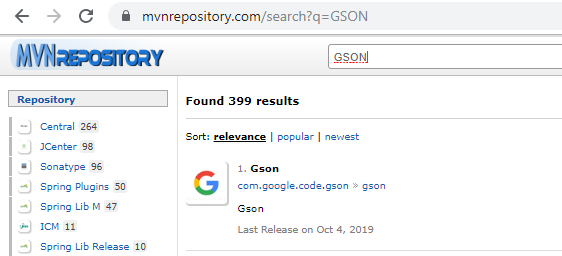 mvnrepository.com/search?q=GSON
MVNREPOSITORY
GSON
Repository
Central 264
JCenter 98
Sonatype 96
Spring Plugins 50
Spring Lib M 47
ICM 11
Spring Lib Release 10
Found 399 results
Sort: relevance | popular | newest
1. Gson
com.google.code.gson » gson
Gson
Last Release on Oct 4, 2019